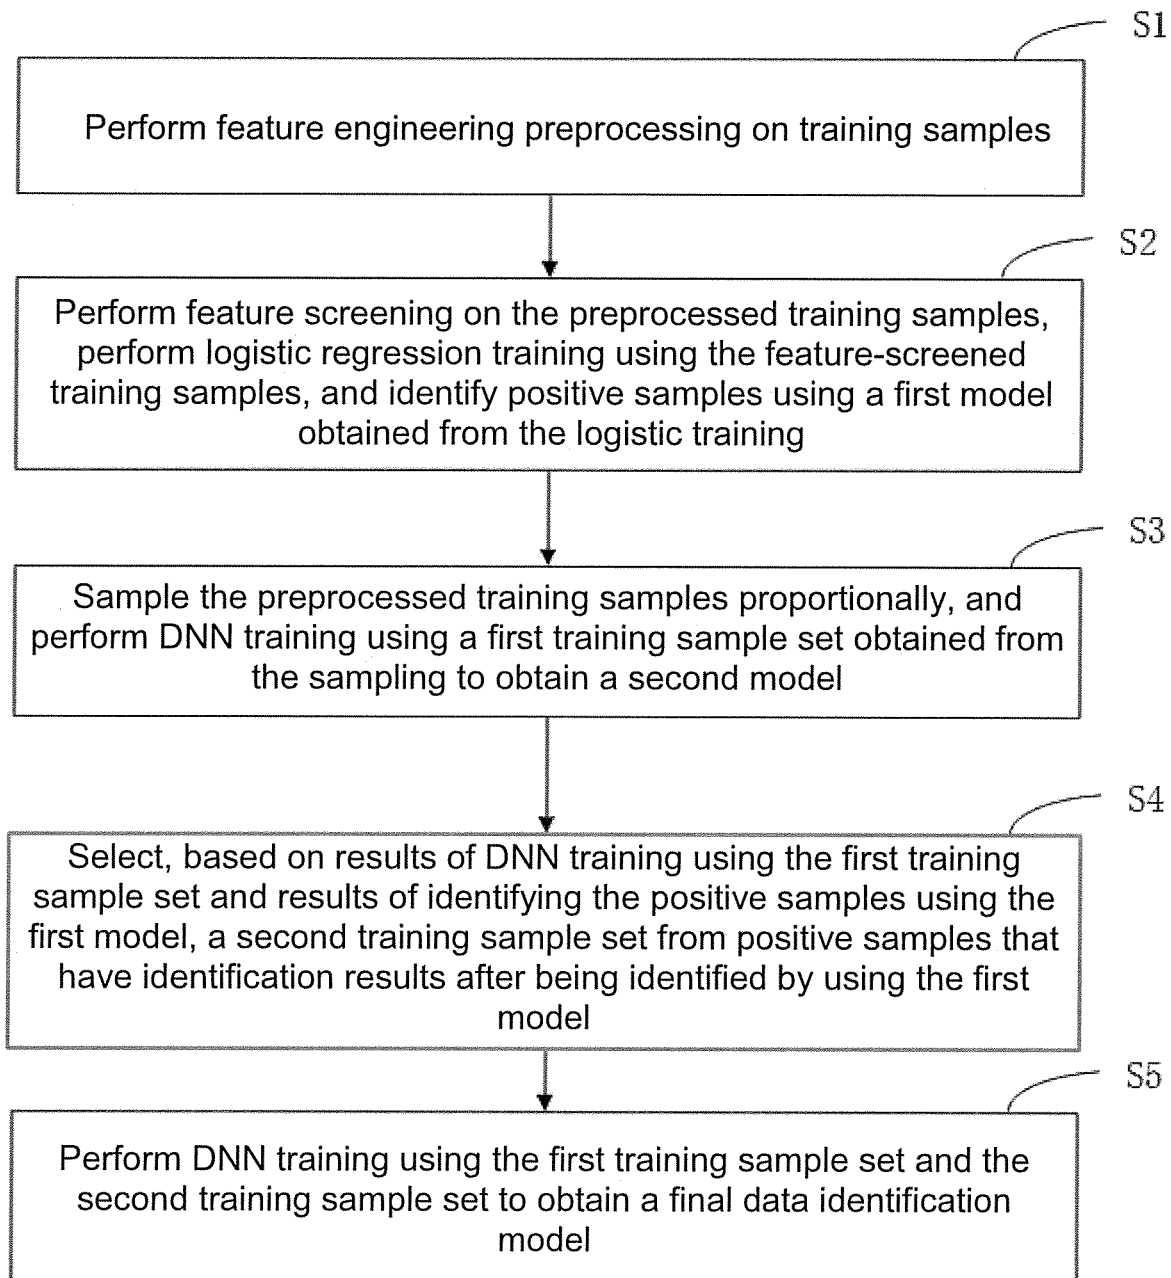 S1
Perform feature engineering preprocessing on training samples
S2
Perform feature screening on the preprocessed training samples,
perform logistic regression training using the feature-screened
training samples, and identify positive samples using a first model
obtained from the logistic training
S3
Sample the preprocessed training samples proportionally, and
perform DNN training using a first training sample set obtained from
the sampling to obtain a second model
S4
Select, based on results of DNN training using the first training
sample set and results of identifying the positive samples using the
first model, a second training sample set from positive samples that
have identification results after being identified by using the first
model
S5
Perform DNN training using the first training sample set and the
second training sample set to obtain a final data identification
model